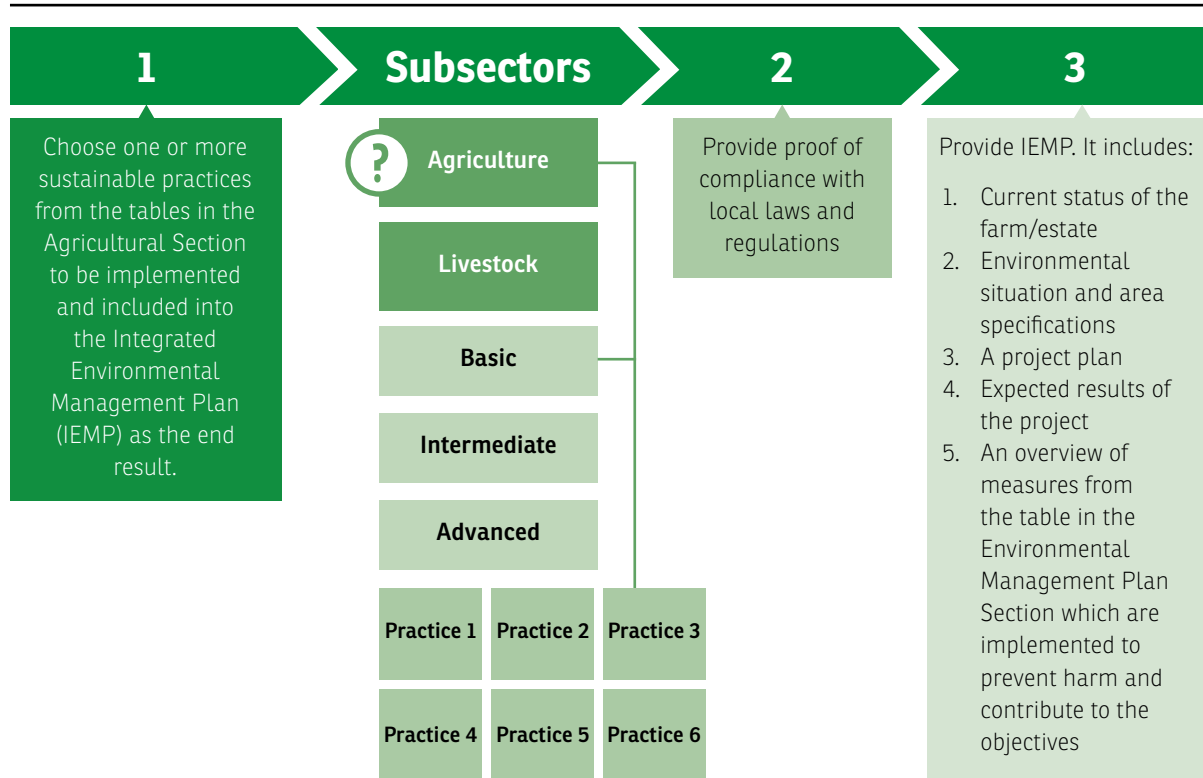 1
Subsectors
2
3
Choose one or more
sustainable practices
from the tables in the
Agricultural Section
to be implemented
and included into
the Integrated
Environmental
Management Plan
(IEMP) as the end
result.
?
Agriculture
Livestock
Basic
Intermediate
Advanced
Practice 1
Practice 2
Practice 3
Practice 4
Practice 5
Practice 6
Provide proof of
compliance with
local laws and
regulations
Provide IEMP. It includes:
1. Current status of the
farm/estate
2. Environmental
situation and area
specifications
3. A project plan
4. Expected results of
the project
5. An overview of
measures from
the table in the
Environmental
Management Plan
Section which are
implemented to
prevent harm and
contribute to the
objectives